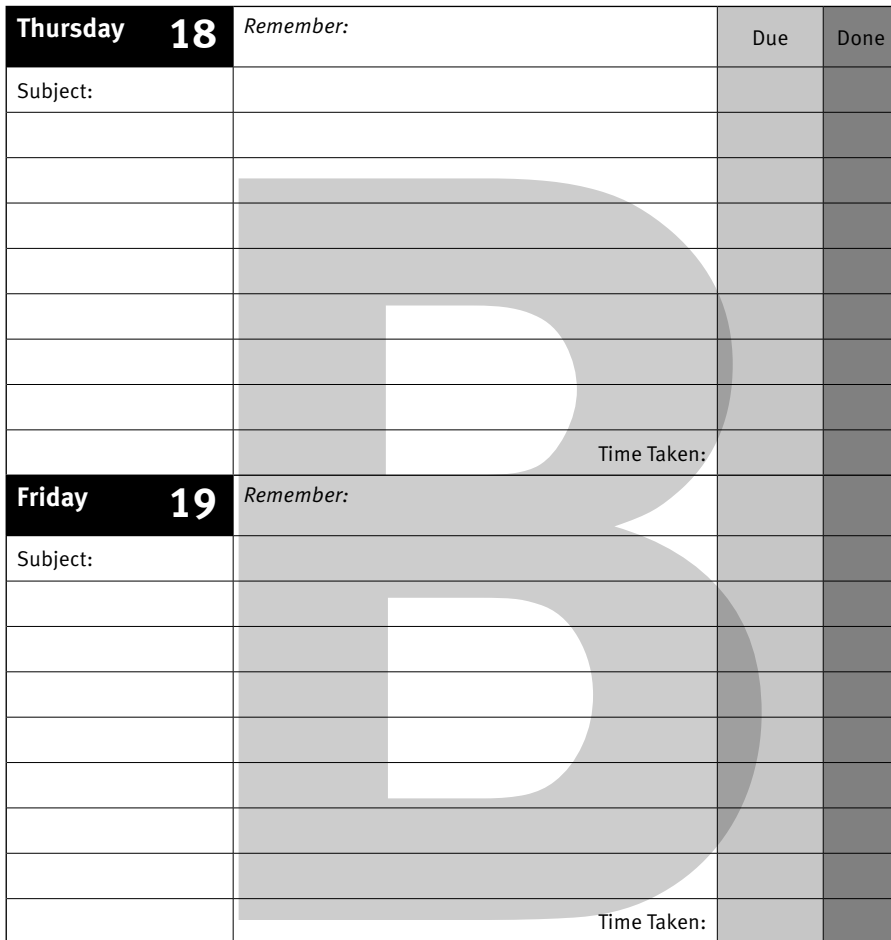 Thursday 18 Remember: Due Done
Subject:
Time Taken:
Friday 19 Remember:
Subject:
Time Taken:
B